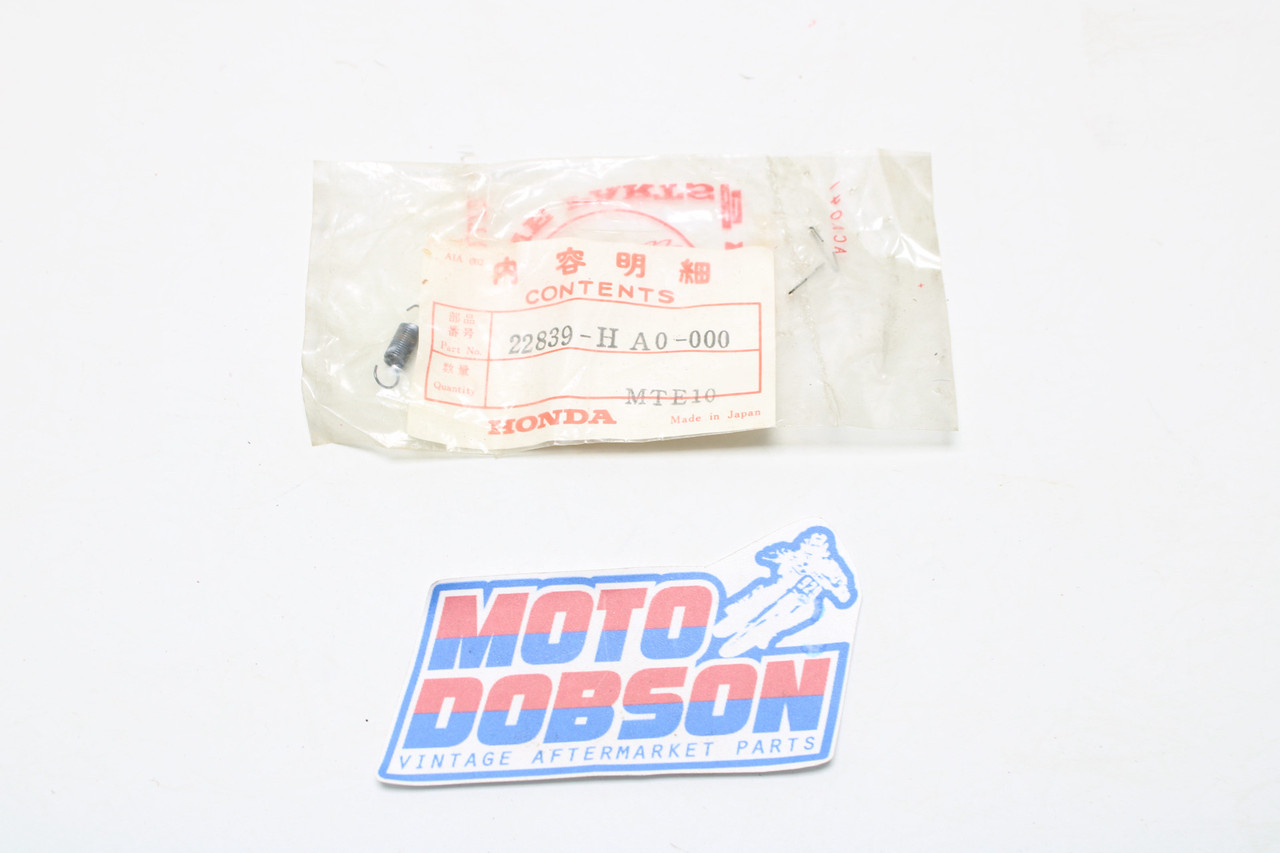 内容明細
CONTENTS
部品
番号
Part No.
22839-H A0-000
数量
Quantity
MTE10
HONDA
Made in Japan
MOTO
DOBSON
VINTAGE AFTERMARKET PARTS